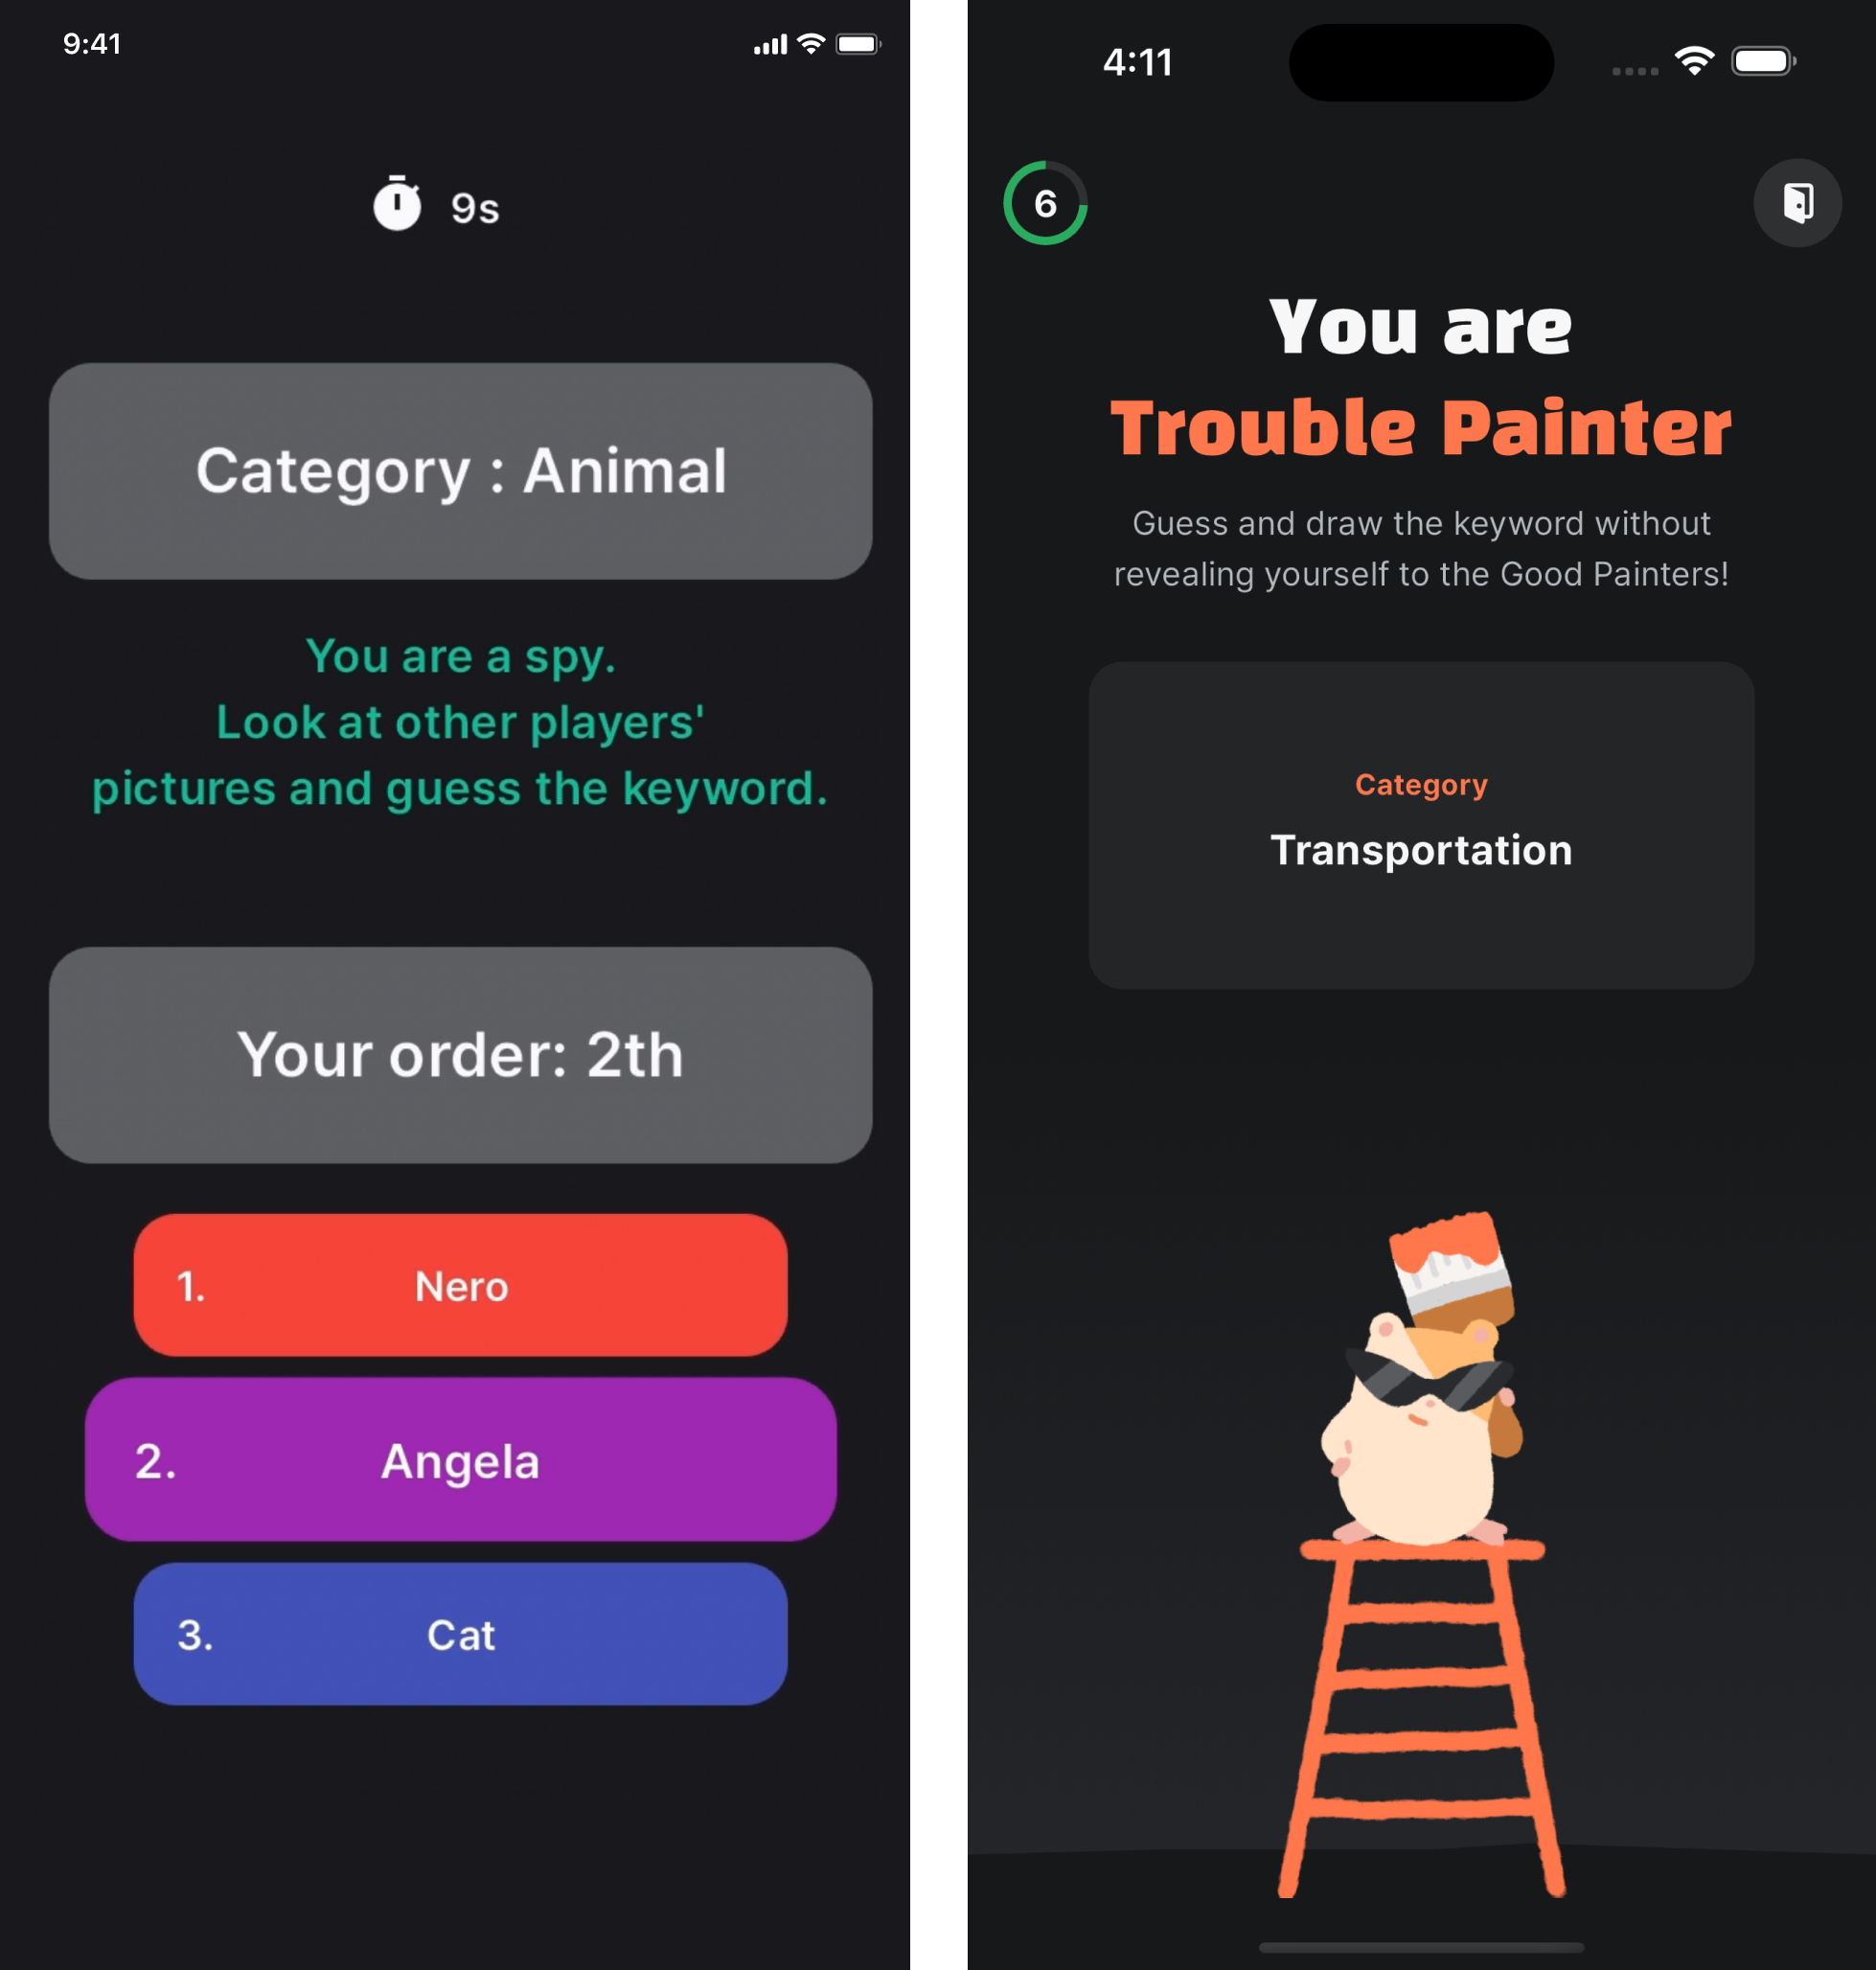 9:41
9s
Category : Animal
You are a spy.
Look at other players'
pictures and guess the keyword.
Your order: 2th
1. Nero
2. Angela
3. Cat
4:11
6
You are
Trouble Painter
Guess and draw the keyword without
revealing yourself to the Good Painters!
Category
Transportation